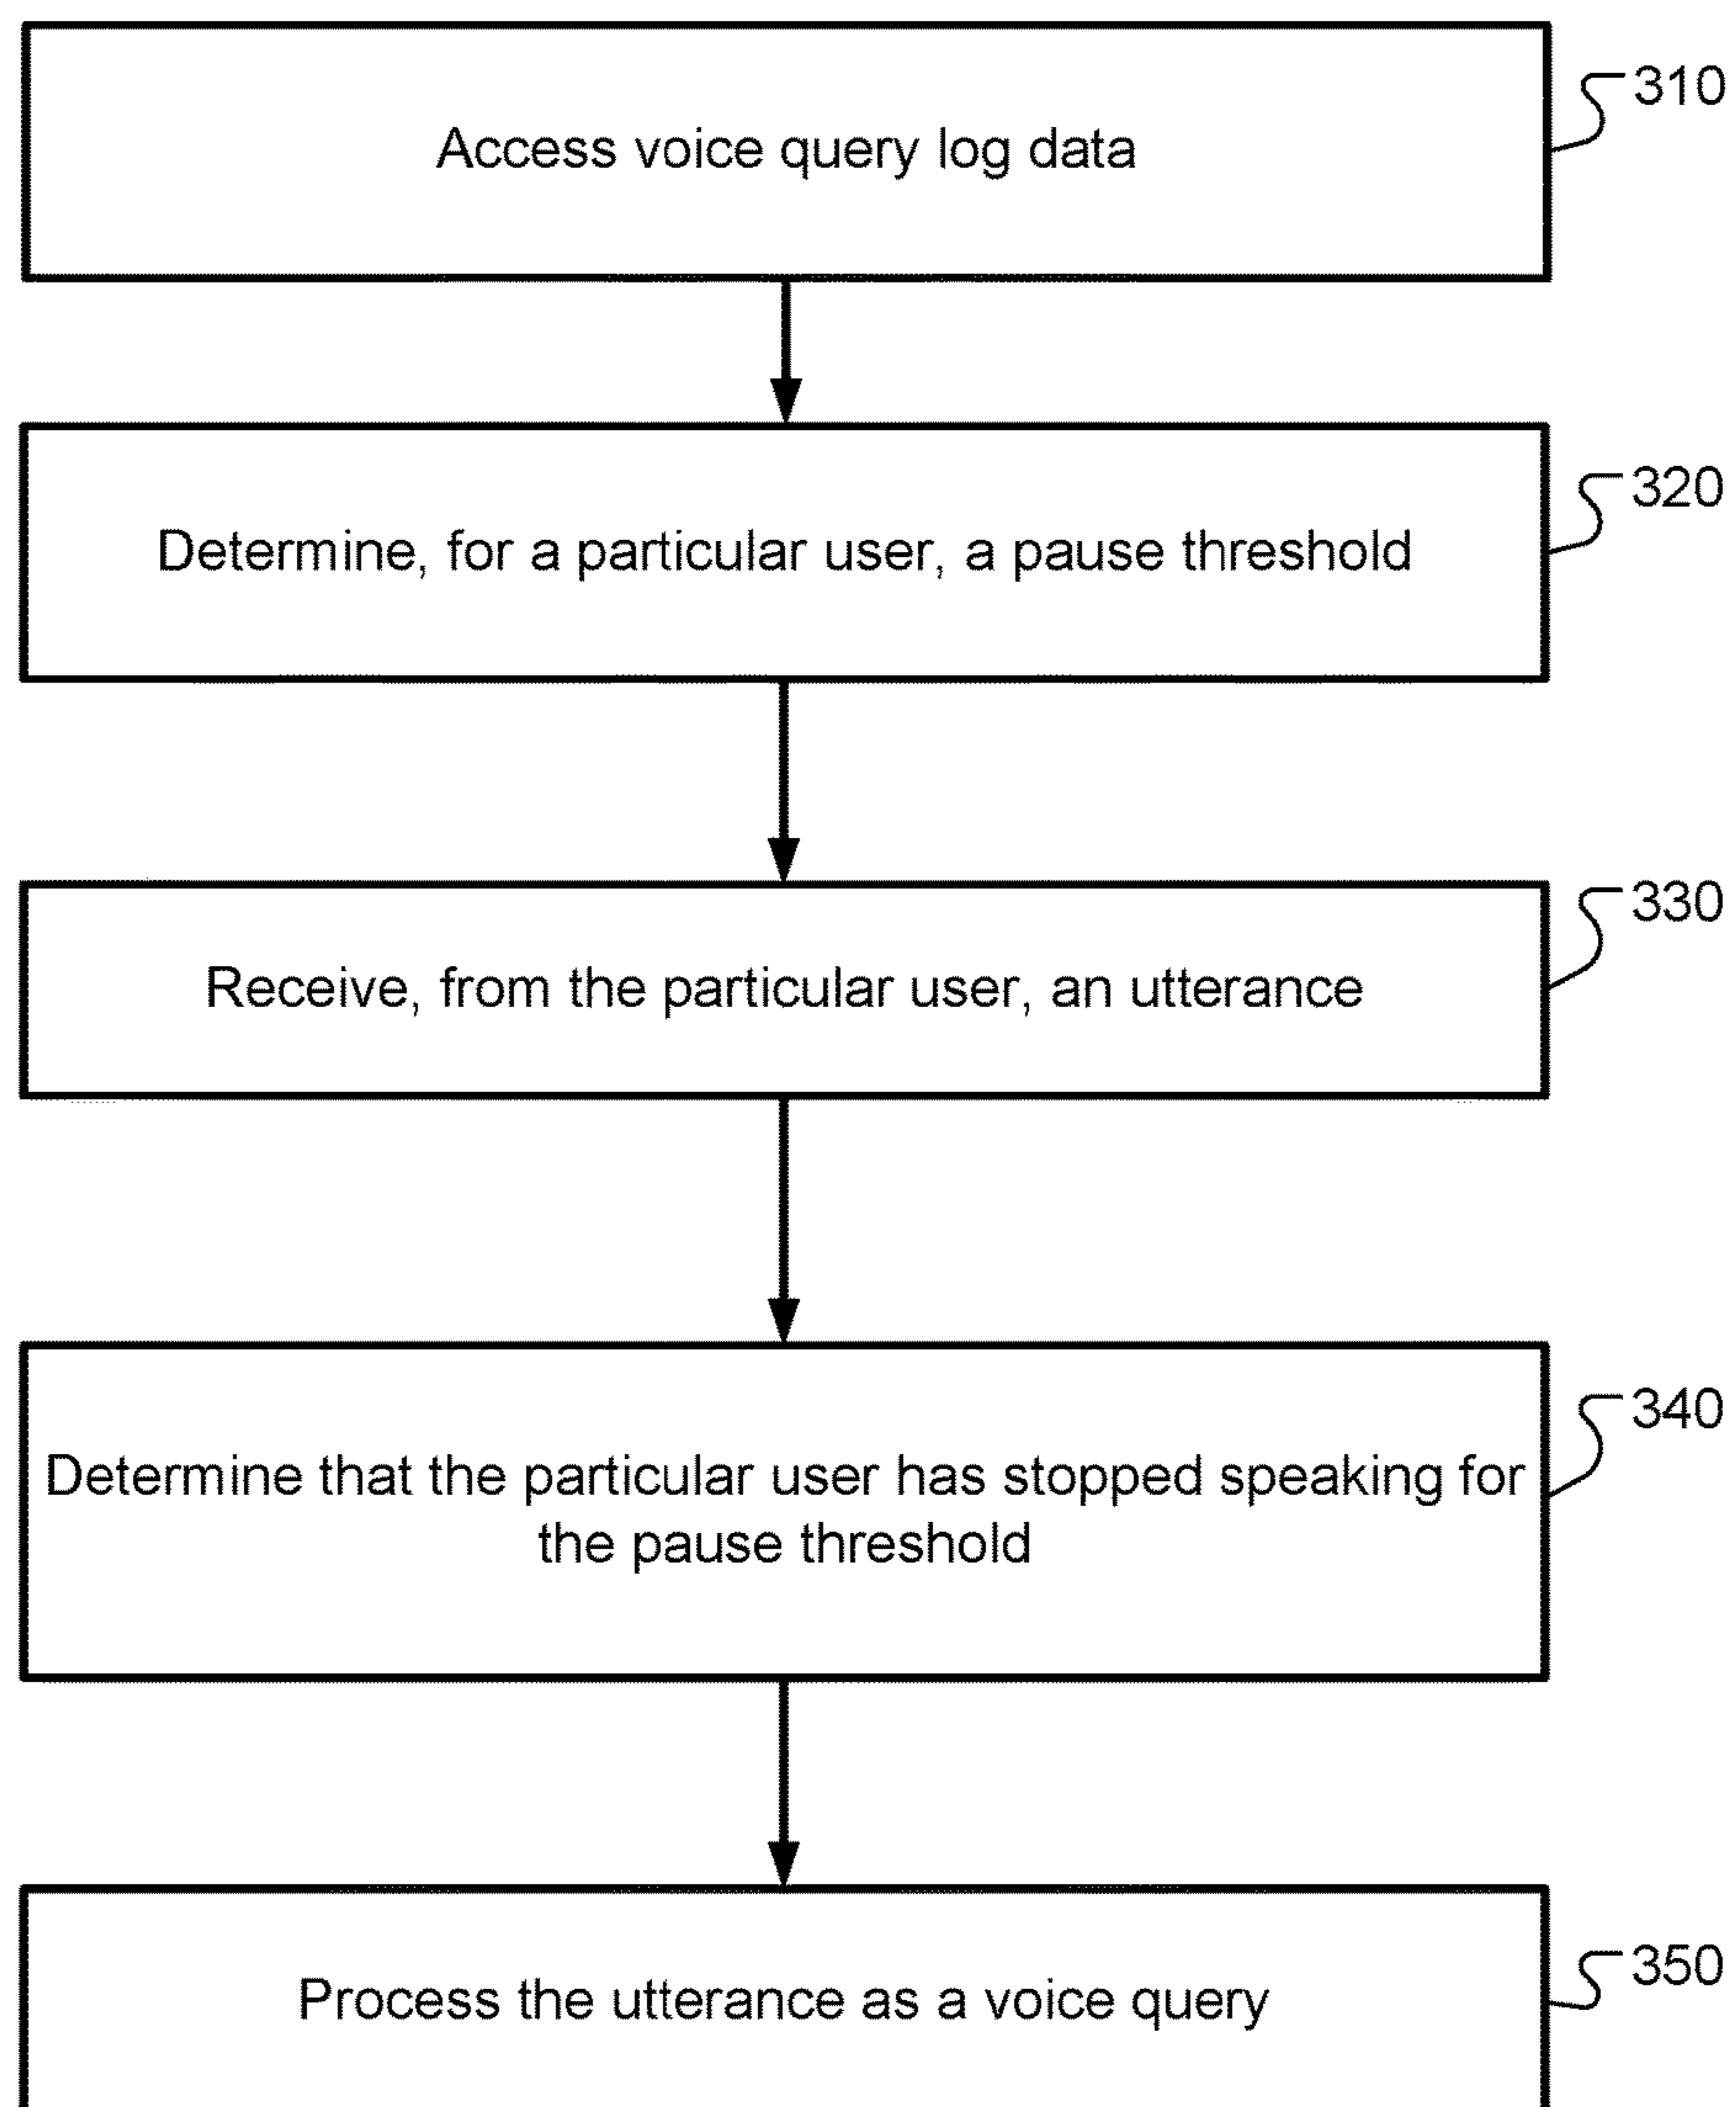 Access voice query log data
310
Determine, for a particular user, a pause threshold
320
Receive, from the particular user, an utterance
330
Determine that the particular user has stopped speaking for
the pause threshold
340
Process the utterance as a voice query
350